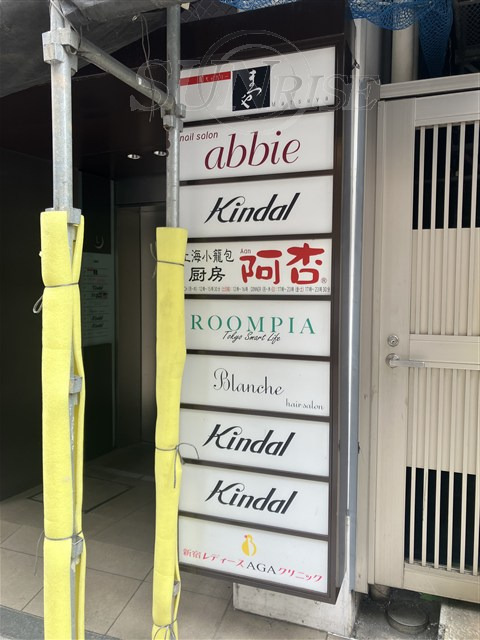 SUNRISE
まつや
nail salon
abbie
Kindal
上海小籠包
厨房
Aan
阿杏
ROOMPIA
Tokyo Smart Life
Blanche
hair salon
Kindal
Kindal
新宿レディースAGAクリニック